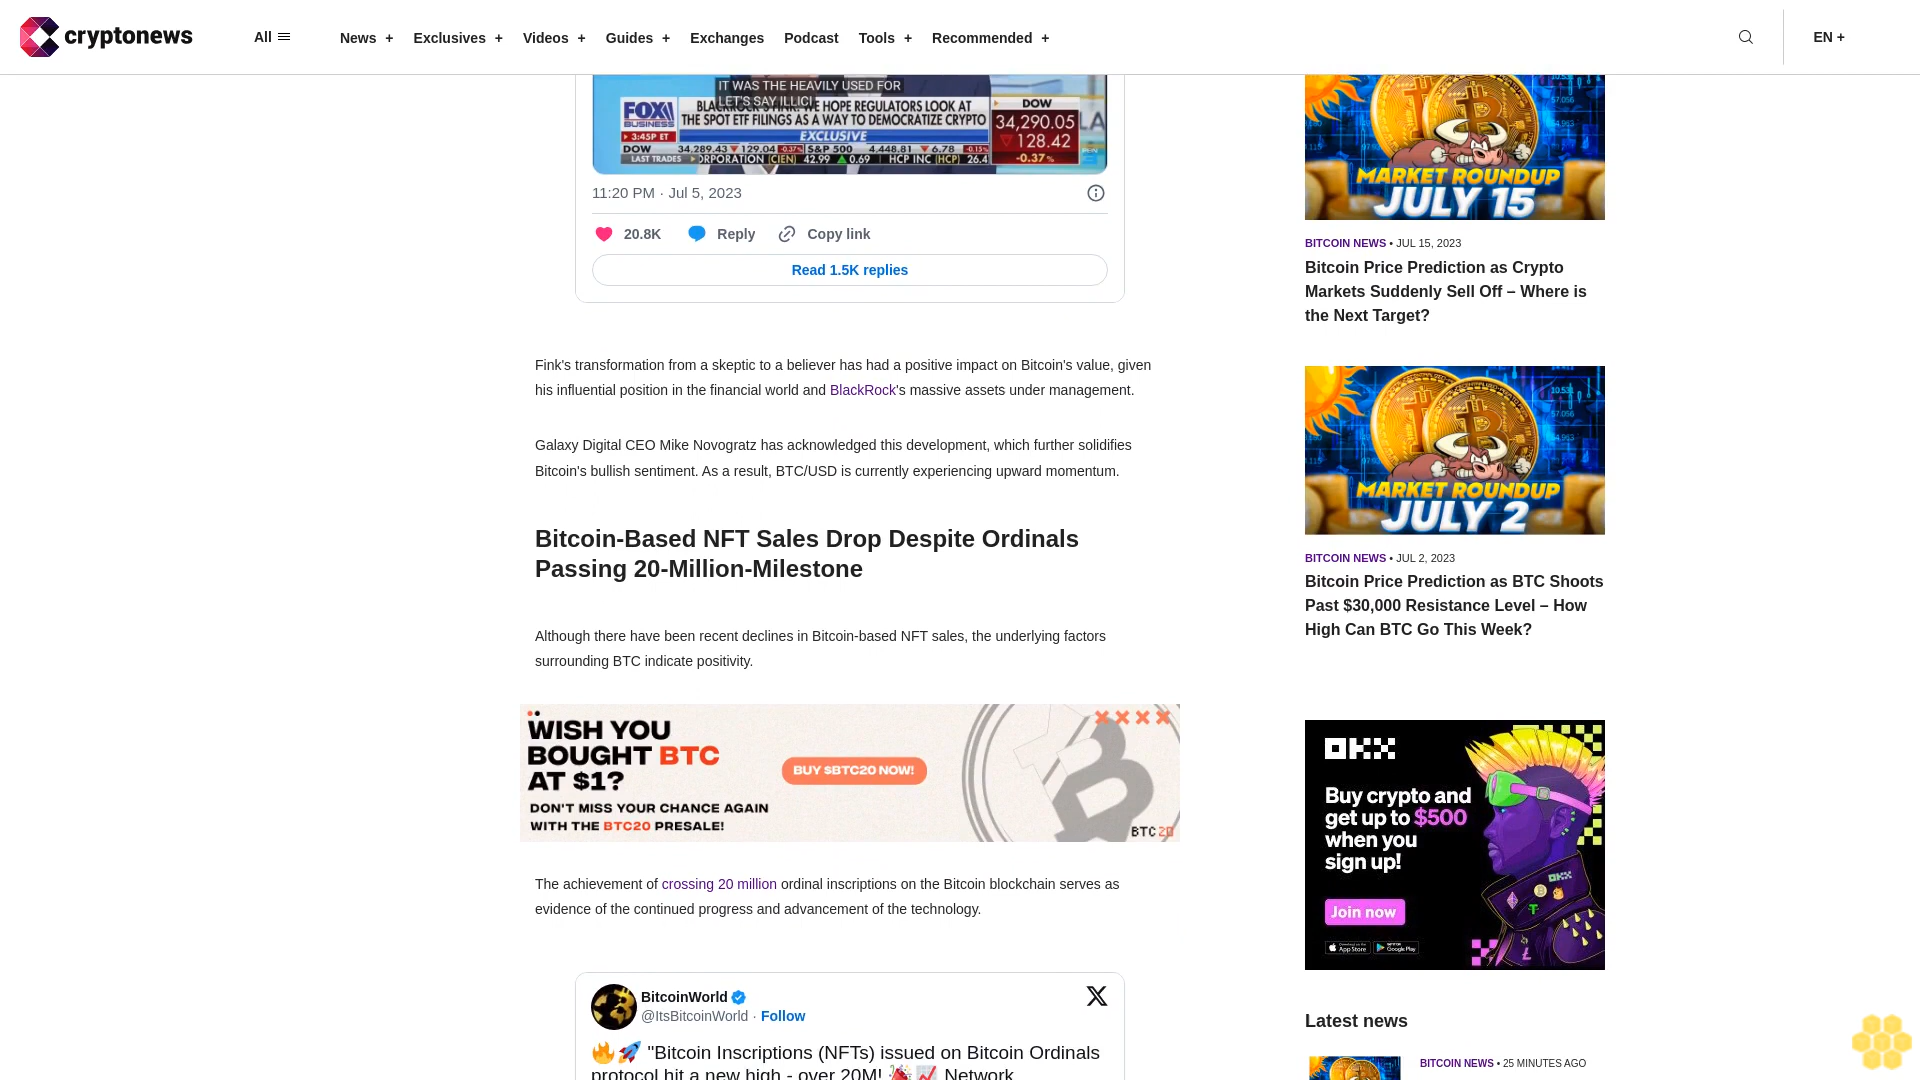 cryptonews
All
News +
Exclusives +
Videos +
Guides +
Exchanges
Podcast
Tools +
Recommended +
EN +
IT WAS THE HEAVILY USED FOR
LET'S SAY ILLICI
FOX
BUSINESS
BLACKROCK'S FINK: WE HOPE REGULATORS LOOK AT
THE SPOT ETF FILINGS AS A WAY TO DEMOCRATIZE CRYPTO
3:45P ET
EXCLUSIVE
DOW
34,290.05
128.42
-0.37%
DOW 34,289.43 129.04 -0.37% S&P 500 4,448.81 6.78 -0.15%
LAST TRADES ORPORATION (CIEN) 42.99 0.69 HCP INC (HCP) 26.4
11:20 PM · Jul 5, 2023
20.8K
Reply
Copy link
Read 1.5K replies
Fink's transformation from a skeptic to a believer has had a positive impact on Bitcoin's value, given
his influential position in the financial world and BlackRock's massive assets under management.
Galaxy Digital CEO Mike Novogratz has acknowledged this development, which further solidifies
Bitcoin's bullish sentiment. As a result, BTC/USD is currently experiencing upward momentum.
Bitcoin-Based NFT Sales Drop Despite Ordinals
Passing 20-Million-Milestone
Although there have been recent declines in Bitcoin-based NFT sales, the underlying factors
surrounding BTC indicate positivity.
WISH YOU
BOUGHT BTC
AT $1?
DON'T MISS YOUR CHANCE AGAIN
WITH THE BTC20 PRESALE!
BUY $BTC20 NOW!
BTC20
The achievement of crossing 20 million ordinal inscriptions on the Bitcoin blockchain serves as
evidence of the continued progress and advancement of the technology.
BitcoinWorld
@ItsBitcoinWorld · Follow
🔥🚀 "Bitcoin Inscriptions (NFTs) issued on Bitcoin Ordinals
protocol hit a new high - over 20M! 🎉📈 Network
MARKET ROUNDUP
JULY 15
BITCOIN NEWS • JUL 15, 2023
Bitcoin Price Prediction as Crypto
Markets Suddenly Sell Off – Where is
the Next Target?
MARKET ROUNDUP
JULY 2
BITCOIN NEWS • JUL 2, 2023
Bitcoin Price Prediction as BTC Shoots
Past $30,000 Resistance Level – How
High Can BTC Go This Week?
OKX
Buy crypto and
get up to $500
when you
sign up!
Join now
App Store
Google Play
Latest news
BITCOIN NEWS • 25 MINUTES AGO